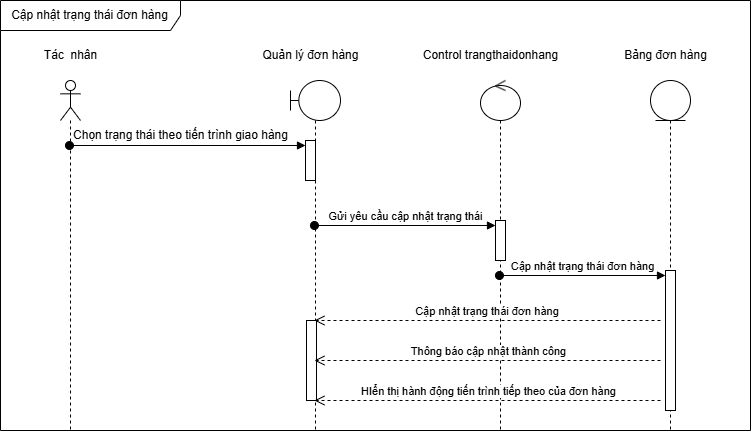 Cập nhật trạng thái đơn hàng
Tác nhân
Quản lý đơn hàng
Control trangthaidonhang
Bảng đơn hàng
Chọn trạng thái theo tiến trình giao hàng
Gửi yêu cầu cập nhật trạng thái
Cập nhật trạng thái đơn hàng
Cập nhật trạng thái đơn hàng
Thông báo cập nhật thành công
HIển thị hành động tiến trình tiếp theo của đơn hàng